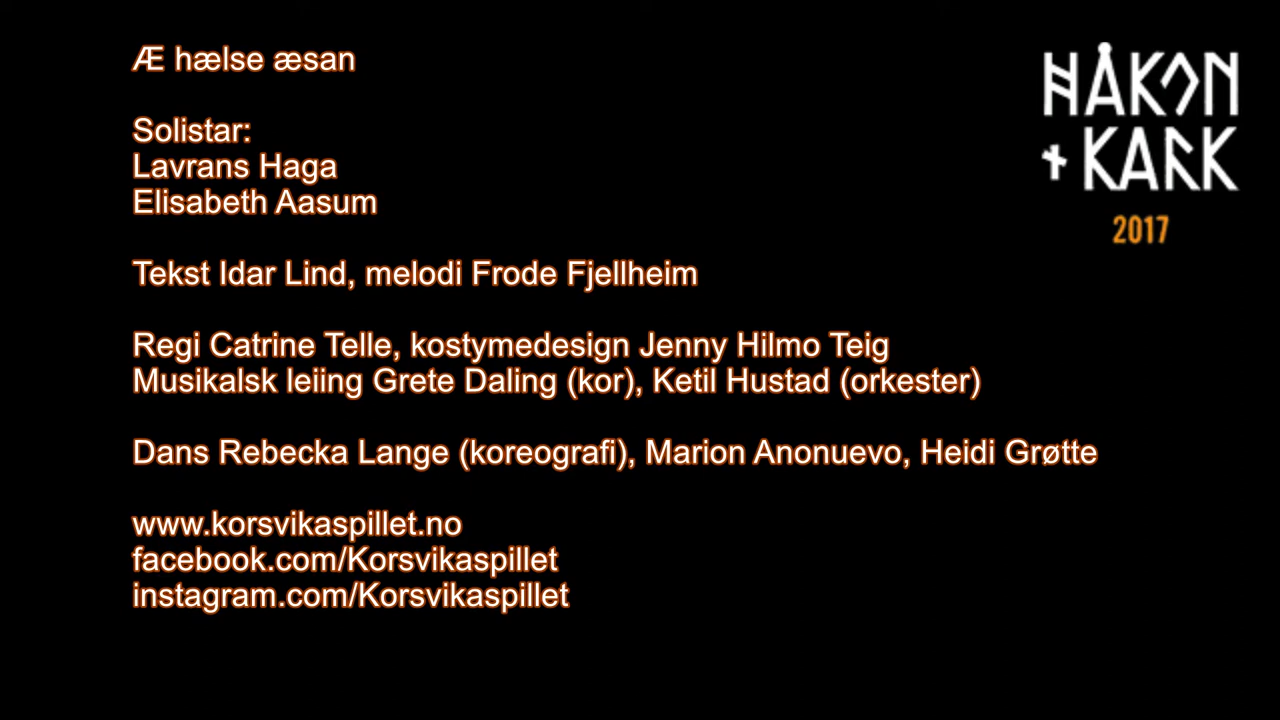 Æ hælse æsan
Solistar:
Lavrans Haga
Elisabeth Aasum
Tekst Idar Lind, melodi Frode Fjellheim
Regi Catrine Telle, kostymedesign Jenny Hilmo Teig
Musikalsk leiing Grete Daling (kor), Ketil Hustad (orkester)
Dans Rebecka Lange (koreografi), Marion Anonuevo, Heidi Grøtte
www.korsvikaspillet.no
facebook.com/Korsvikaspillet
instagram.com/Korsvikaspillet
HÅKON
+ KARK
2017